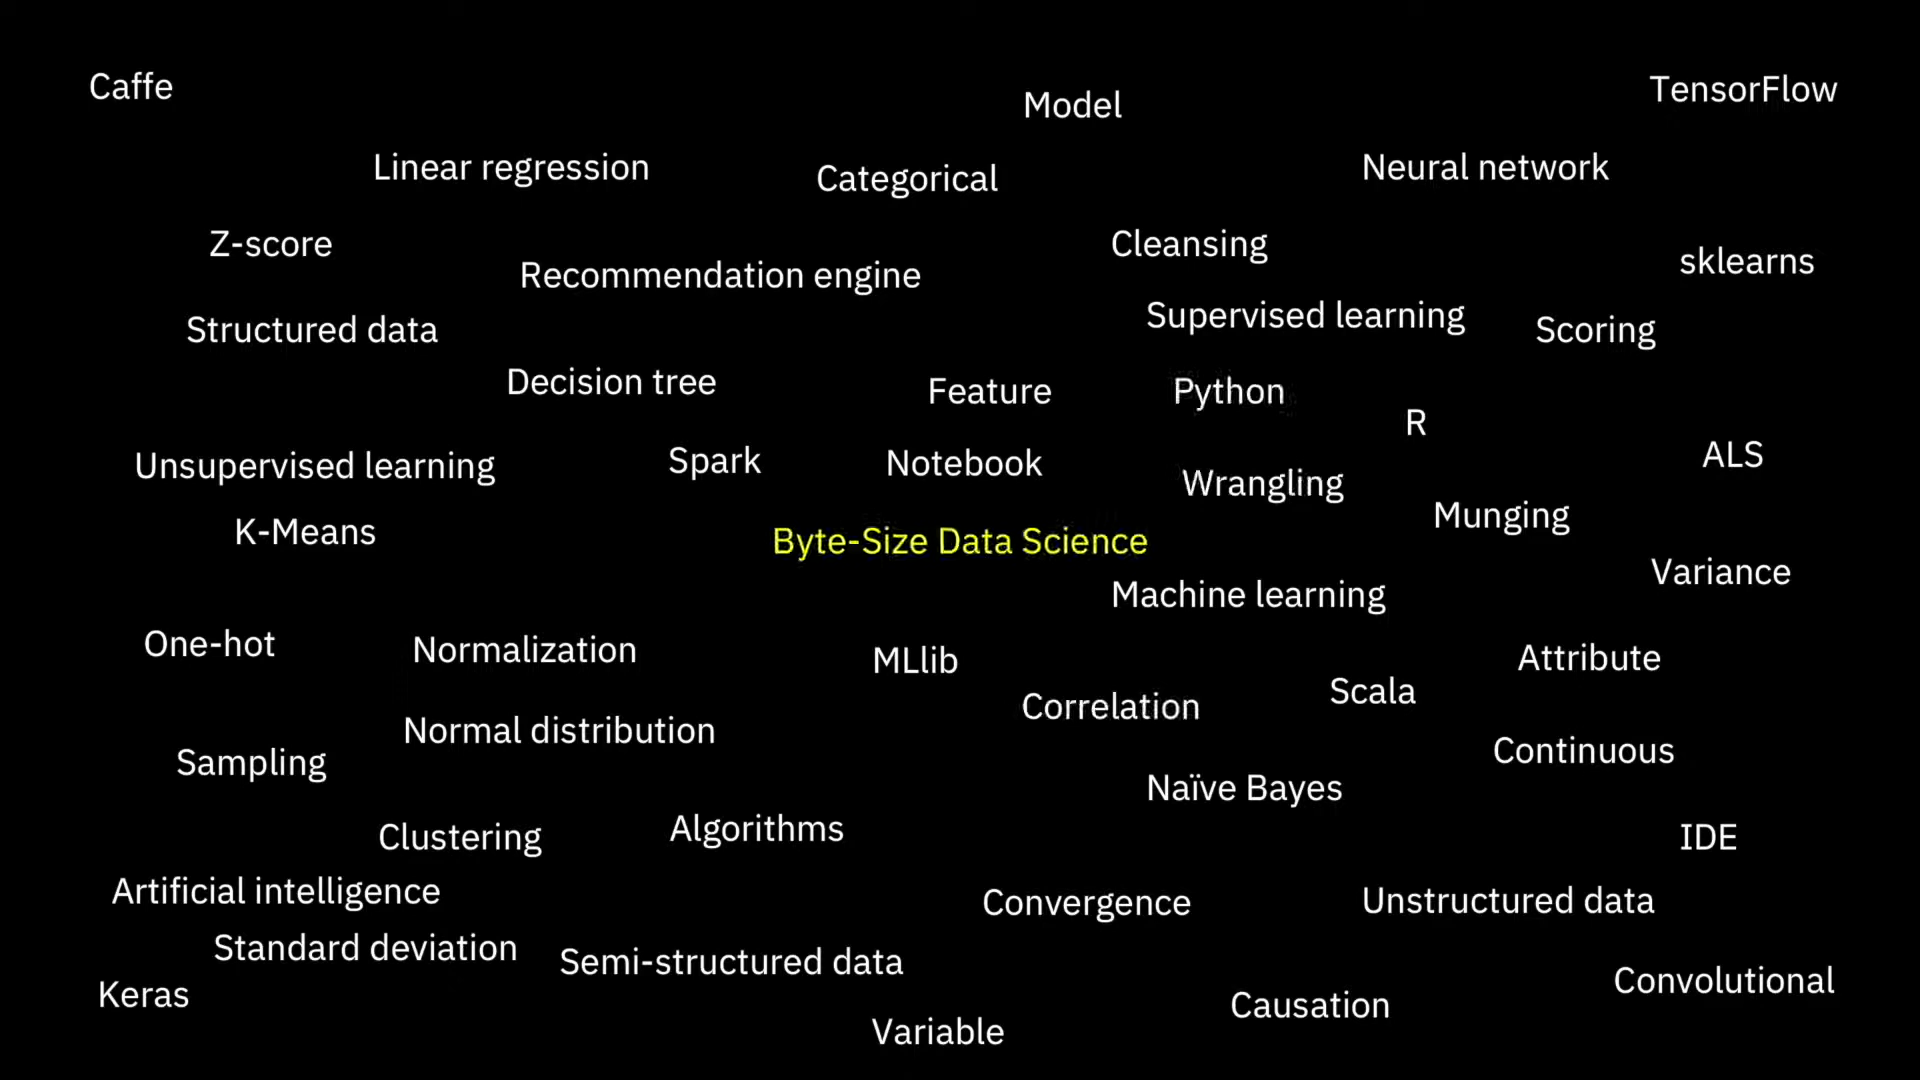 Caffe
Model
TensorFlow
Linear regression
Categorical
Neural network
Z-score
Recommendation engine
Cleansing
sklearns
Structured data
Supervised learning
Scoring
Decision tree
Feature
Python
R
Unsupervised learning
Spark
Notebook
Wrangling
ALS
K-Means
Byte-Size Data Science
Munging
Machine learning
Variance
One-hot
Normalization
MLlib
Attribute
Correlation
Scala
Normal distribution
Sampling
Continuous
Naïve Bayes
Clustering
Algorithms
IDE
Artificial intelligence
Convergence
Unstructured data
Standard deviation
Semi-structured data
Keras
Convolutional
Causation
Variable